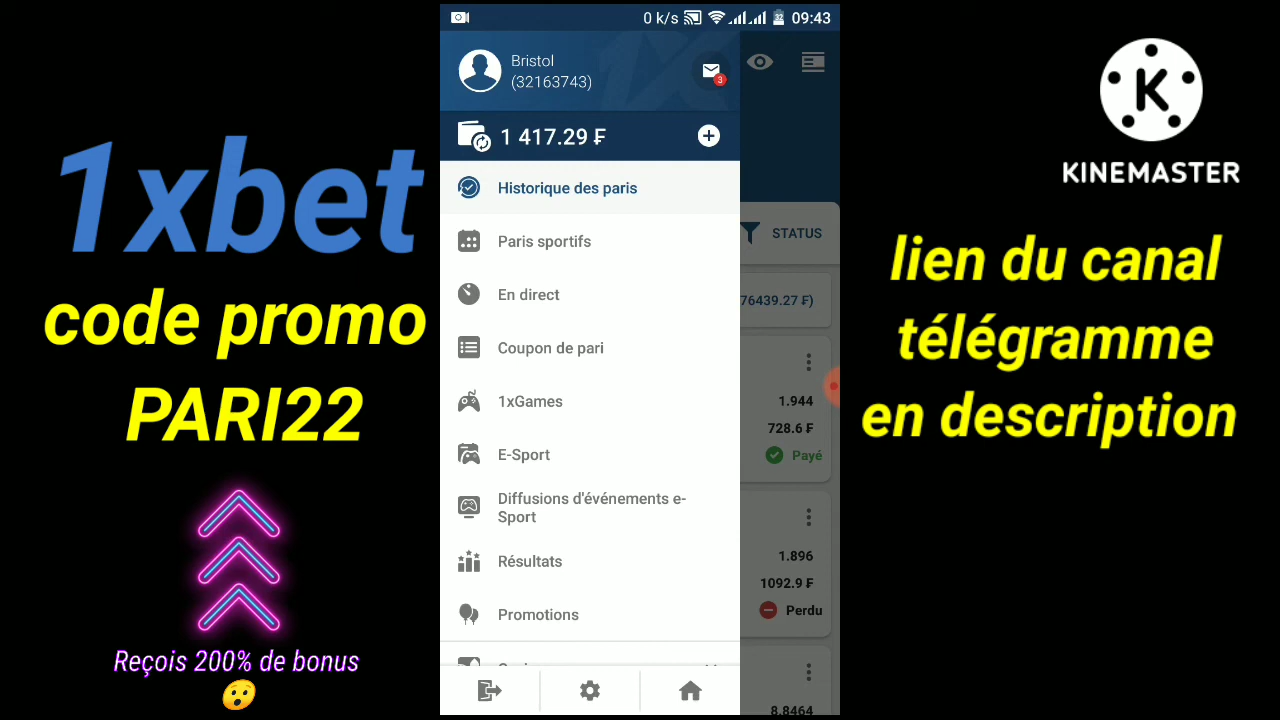 0 k/s
32
09:43
Bristol
(32163743)
3
1 417.29 ₣
Historique des paris
Paris sportifs
En direct
Coupon de pari
1xGames
E-Sport
Diffusions d'événements e-
Sport
Résultats
Promotions
STATUS
76439.27 ₣)
1.944
728.6 ₣
Payé
1.896
1092.9 ₣
Perdu
8.8464
1xbet
code promo
PARI22
Reçois 200% de bonus
😯
K
KINEMASTER
lien du canal
télégramme
en description